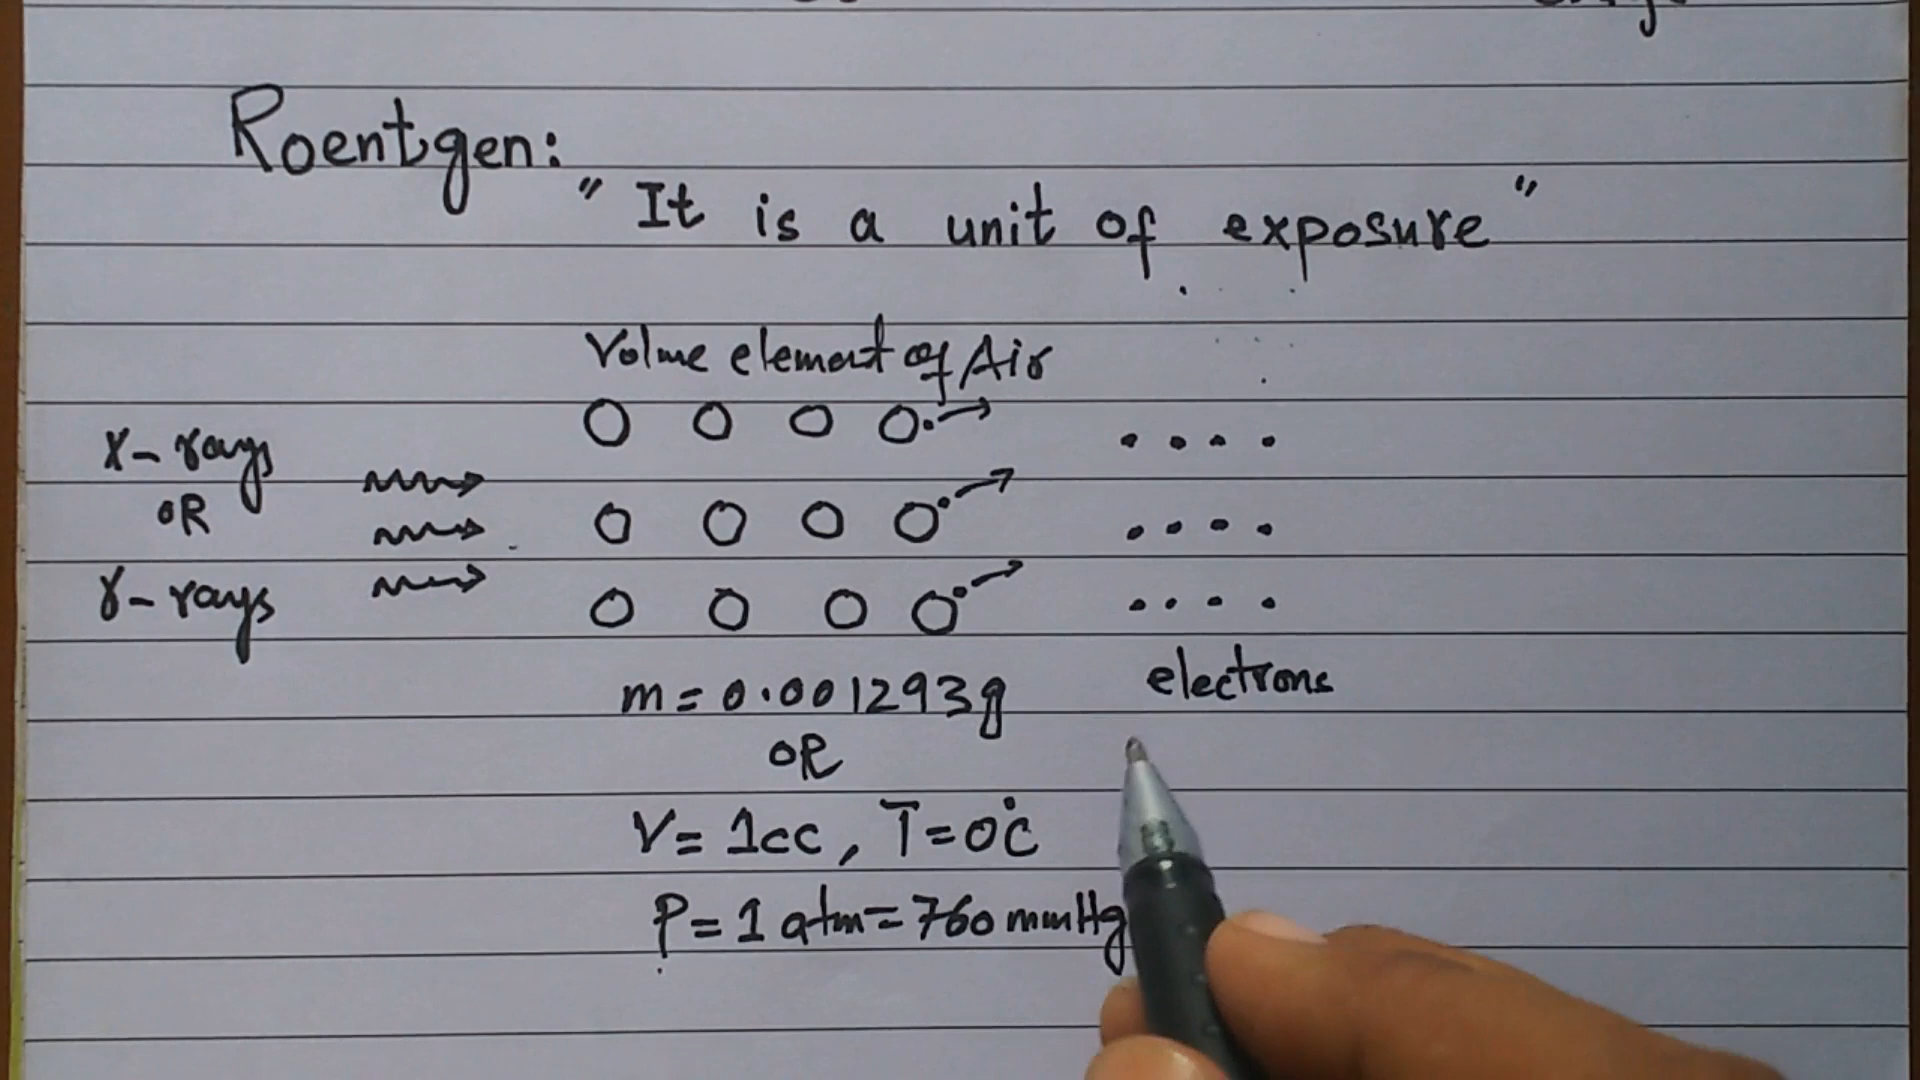 Roentgen:
"It is a unit of exposure"
Volme element of Air
X-rays
OR
γ-rays
m = 0.001293g
electrons
OR
V = 1cc, T = 0°C
P = 1 atm = 760 mmHg